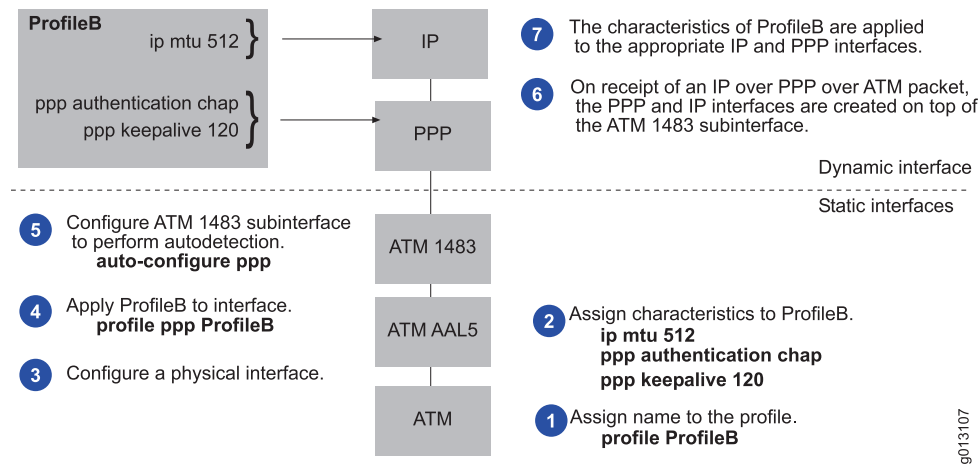 ProfileB
ip mtu 512 }
ppp authentication chap
ppp keepalive 120 }
IP
PPP
7 The characteristics of ProfileB are applied
to the appropriate IP and PPP interfaces.
6 On receipt of an IP over PPP over ATM packet,
the PPP and IP interfaces are created on top of
the ATM 1483 subinterface.
Dynamic interface
Static interfaces
5 Configure ATM 1483 subinterface
to perform autodetection.
auto-configure ppp
4 Apply ProfileB to interface.
profile ppp ProfileB
3 Configure a physical interface.
ATM 1483
ATM AAL5
ATM
2 Assign characteristics to ProfileB.
ip mtu 512
ppp authentication chap
ppp keepalive 120
1 Assign name to the profile.
profile ProfileB
g013107